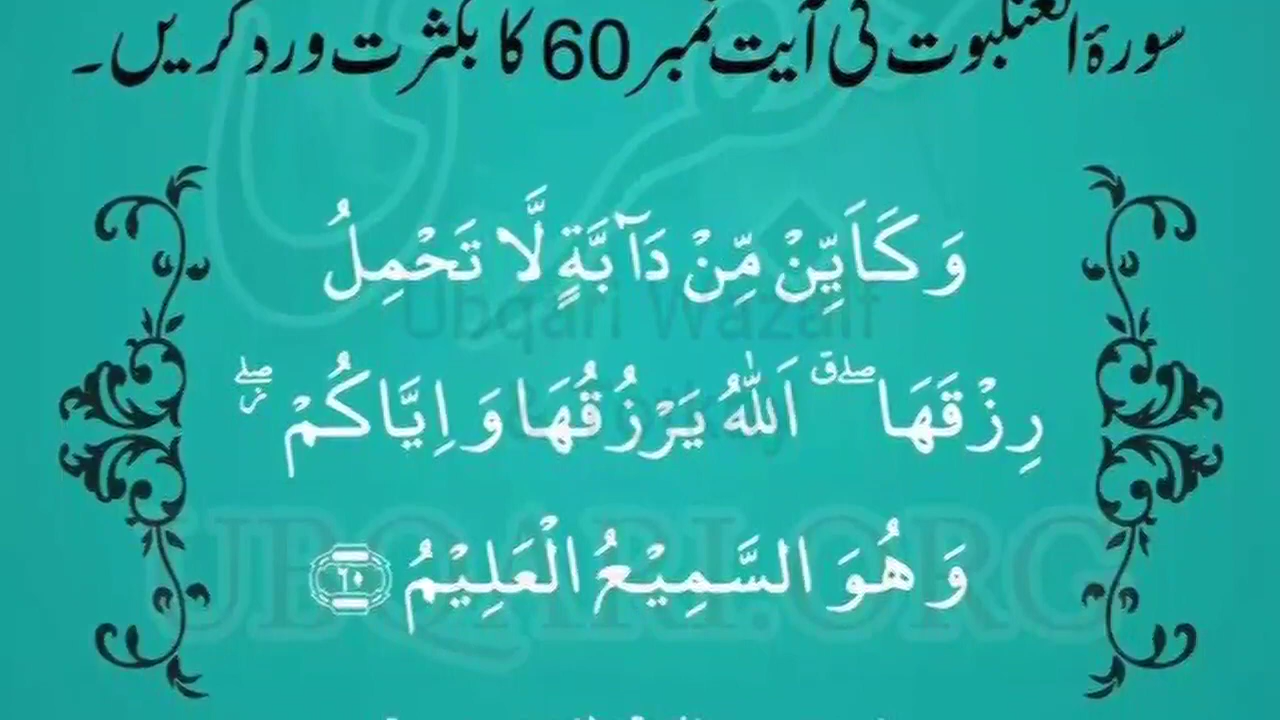 سورۃ العنکبوت کی آیت نمبر 60 کا بکثرت ورد کریں۔
وَ كَاَيِّنْ مِّنْ دَآبَّةٍ لَّا تَحْمِلُ
رِزْقَهَا ۖۗ اَللّٰهُ يَرْزُقُهَا وَ اِيَّاكُمْ ۖؗ
وَ هُوَ السَّمِيْعُ الْعَلِيْمُ ﴿٦٠﴾
Ubqari Wazaif
UBQARI.ORG